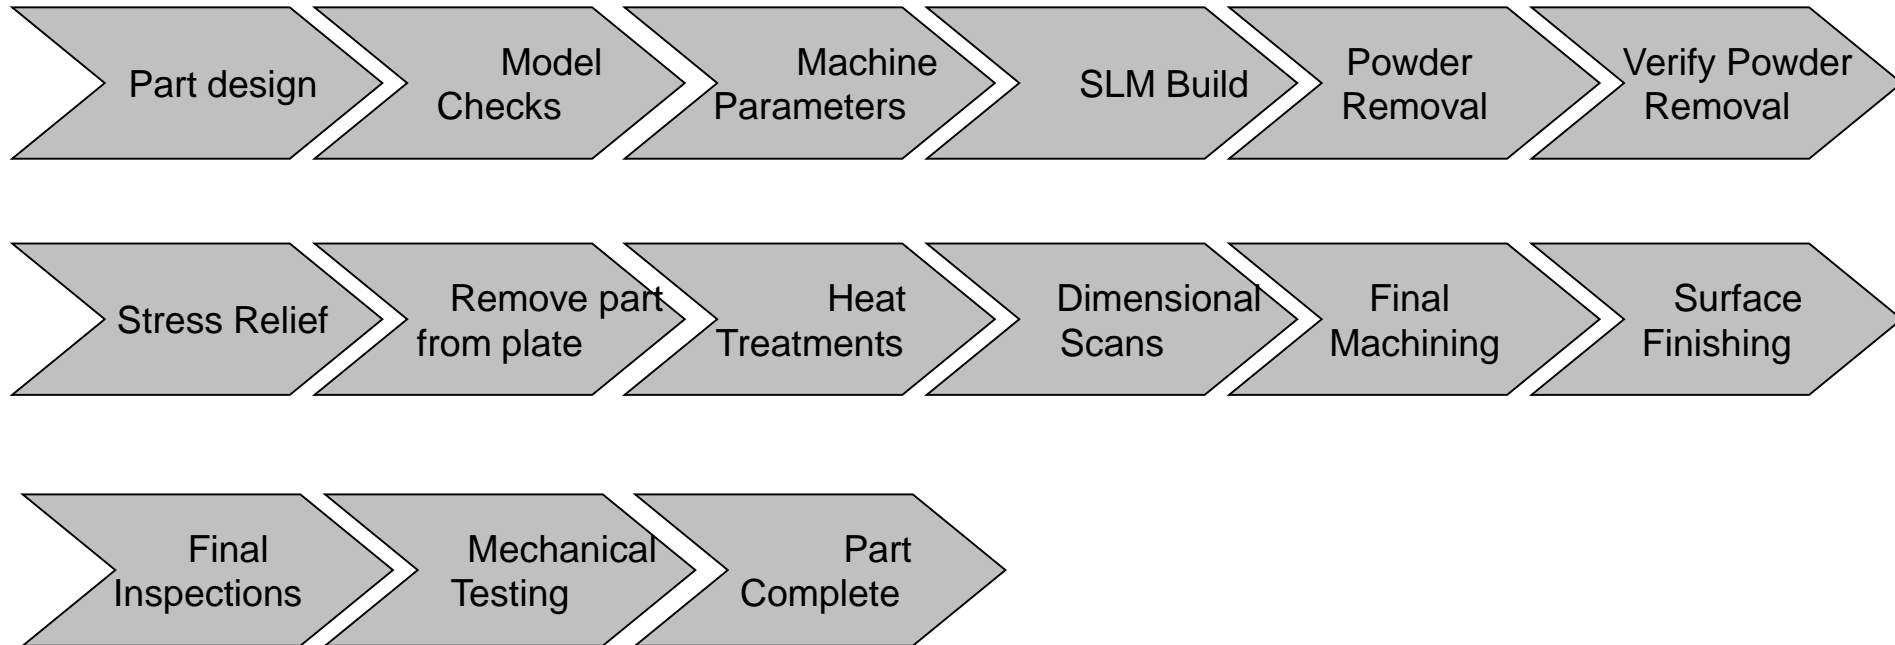 Part design
Model
Checks
Machine
Parameters
SLM Build
Powder
Removal
Verify Powder
Removal
Stress Relief
Remove part
from plate
Heat
Treatments
Dimensional
Scans
Final
Machining
Surface
Finishing
Final
Inspections
Mechanical
Testing
Part
Complete